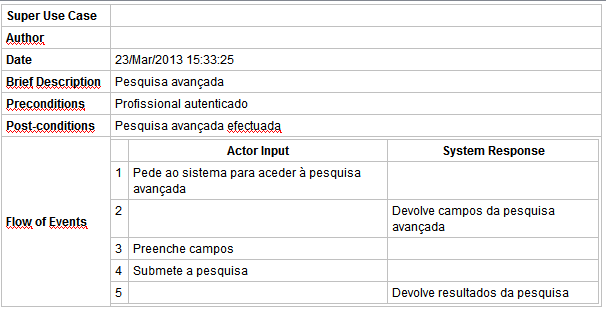 Super Use Case
Author
Date 23/Mar/2013 15:33:25
Brief Description Pesquisa avançada
Preconditions Profissional autenticado
Post-conditions Pesquisa avançada efectuada
Flow of Events
Actor Input System Response
1 Pede ao sistema para aceder à pesquisa
avançada
2 Devolve campos da pesquisa
avançada
3 Preenche campos
4 Submete a pesquisa
5 Devolve resultados da pesquisa